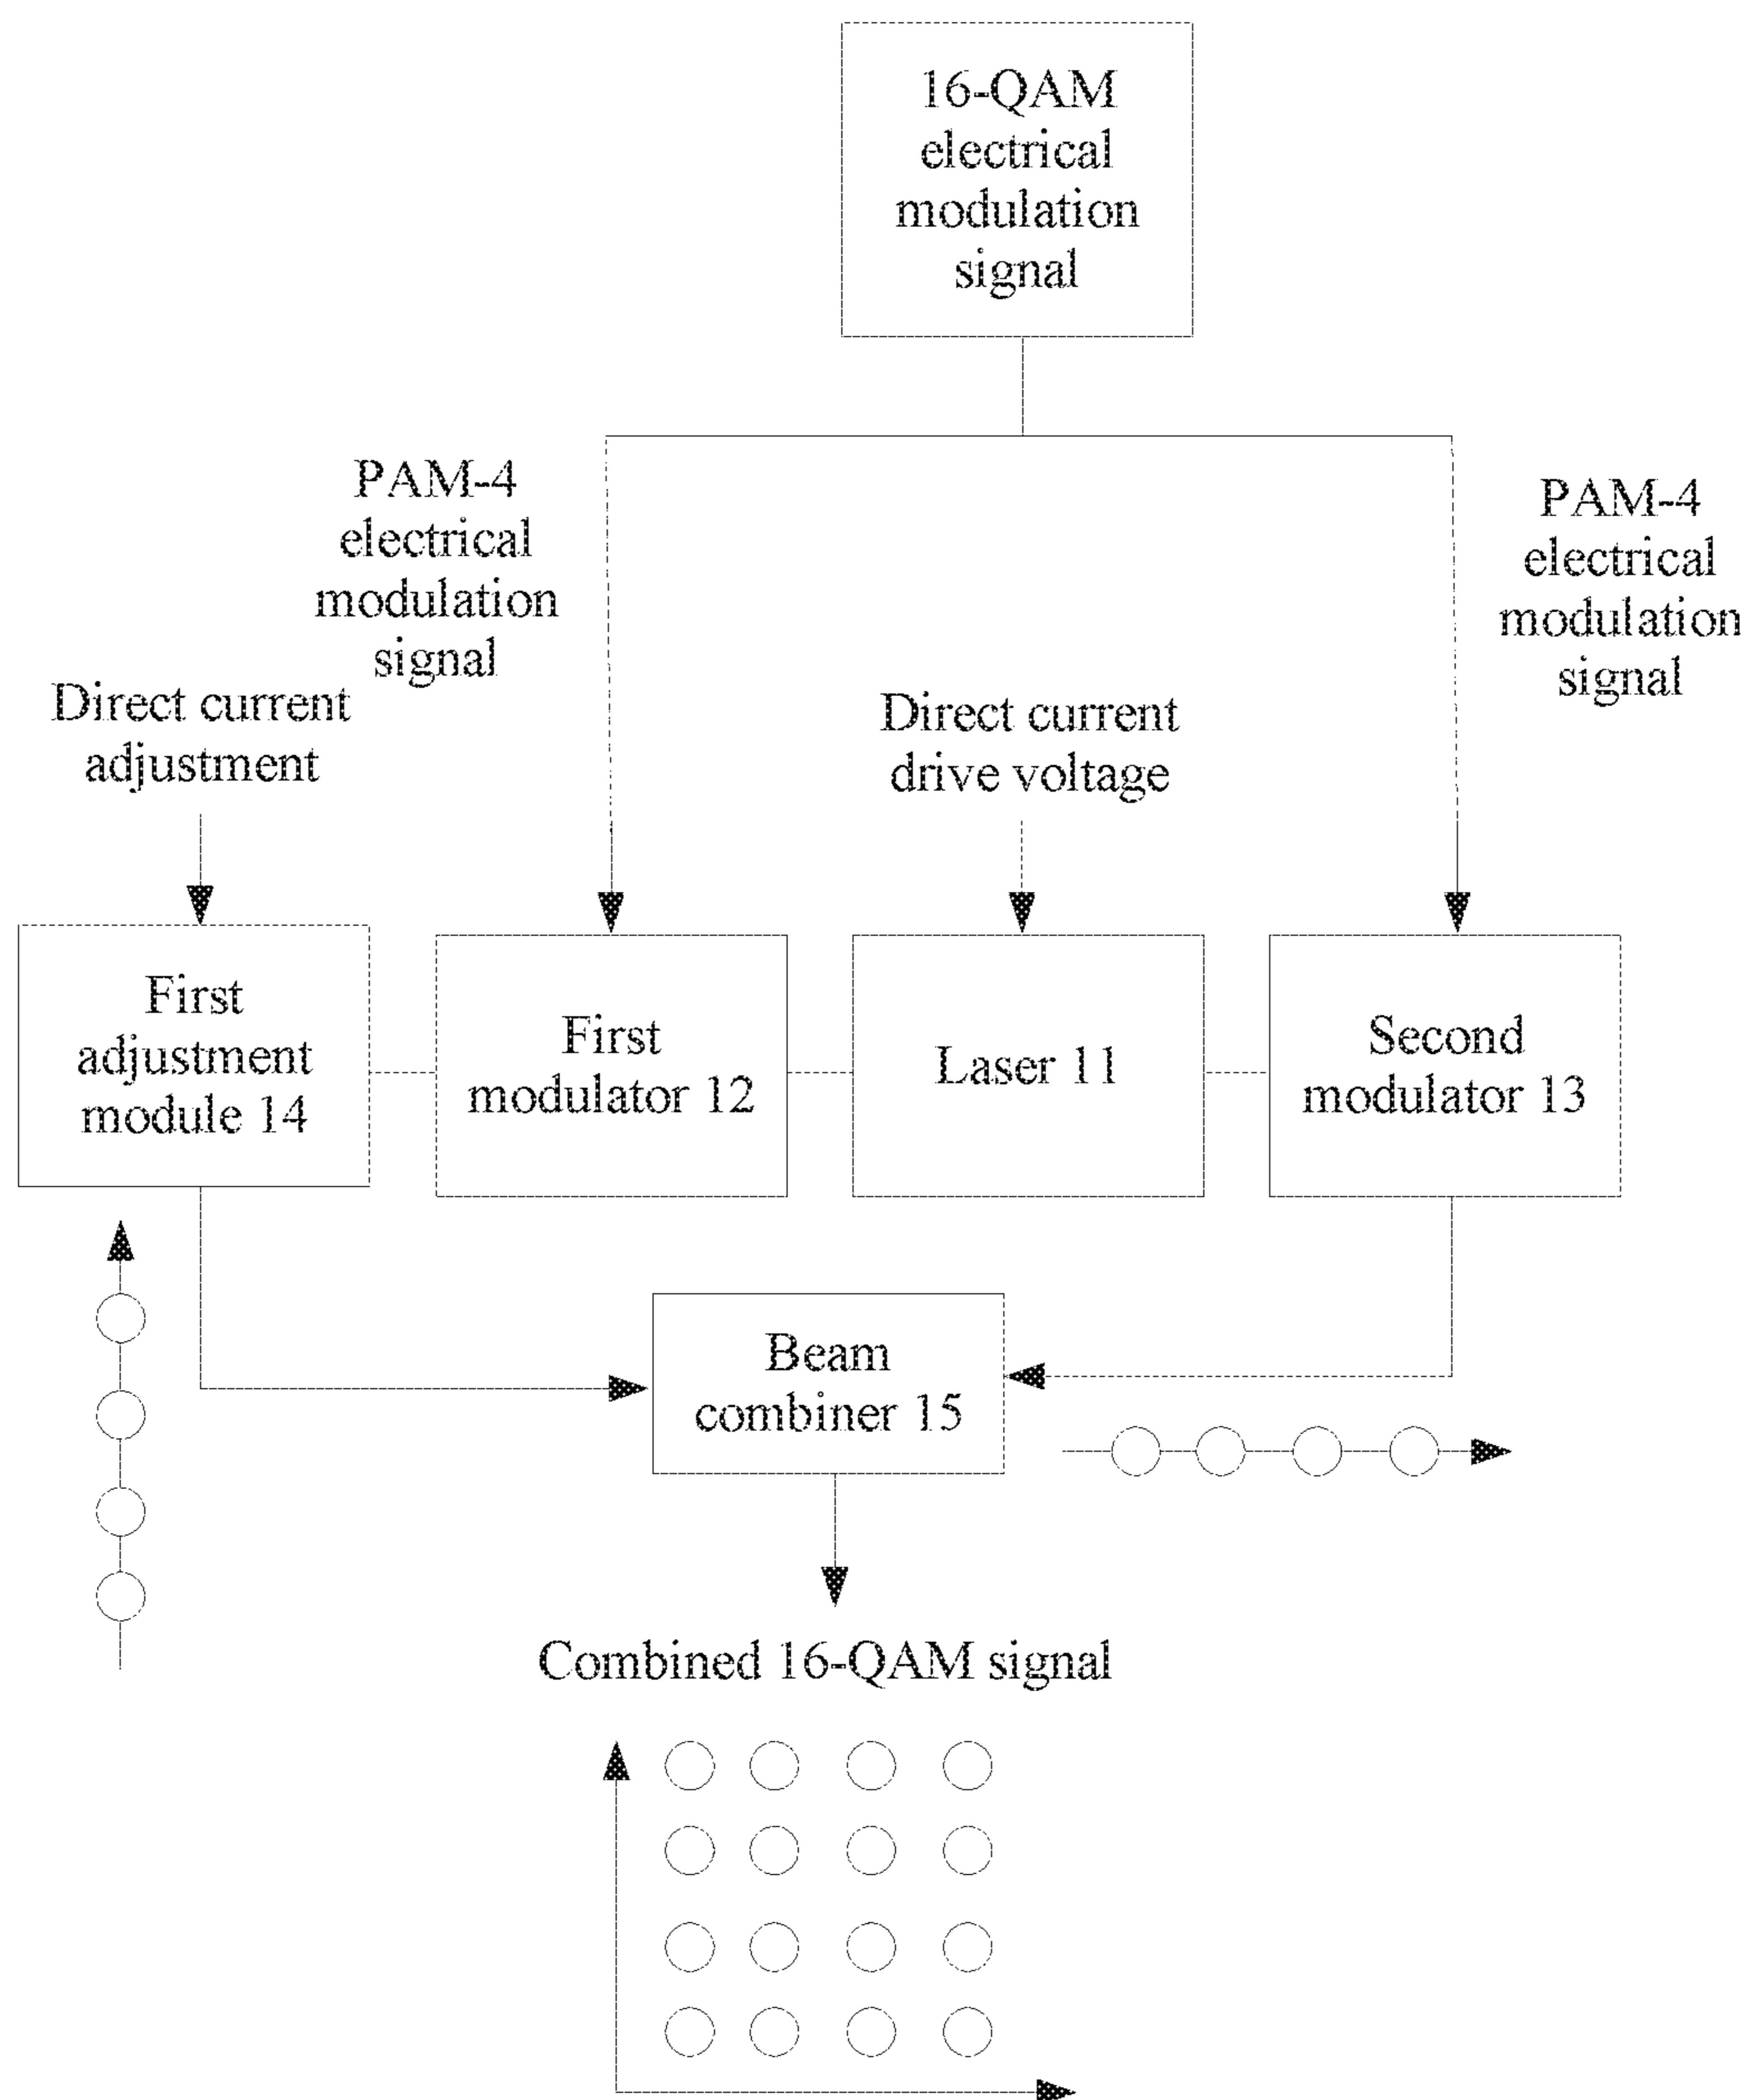 16-QAM
electrical
modulation
signal
PAM-4
electrical
modulation
signal
PAM-4
electrical
modulation
signal
Direct current
adjustment
Direct current
drive voltage
First
adjustment
module 14
First
modulator 12
Laser 11
Second
modulator 13
Beam
combiner 15
Combined 16-QAM signal